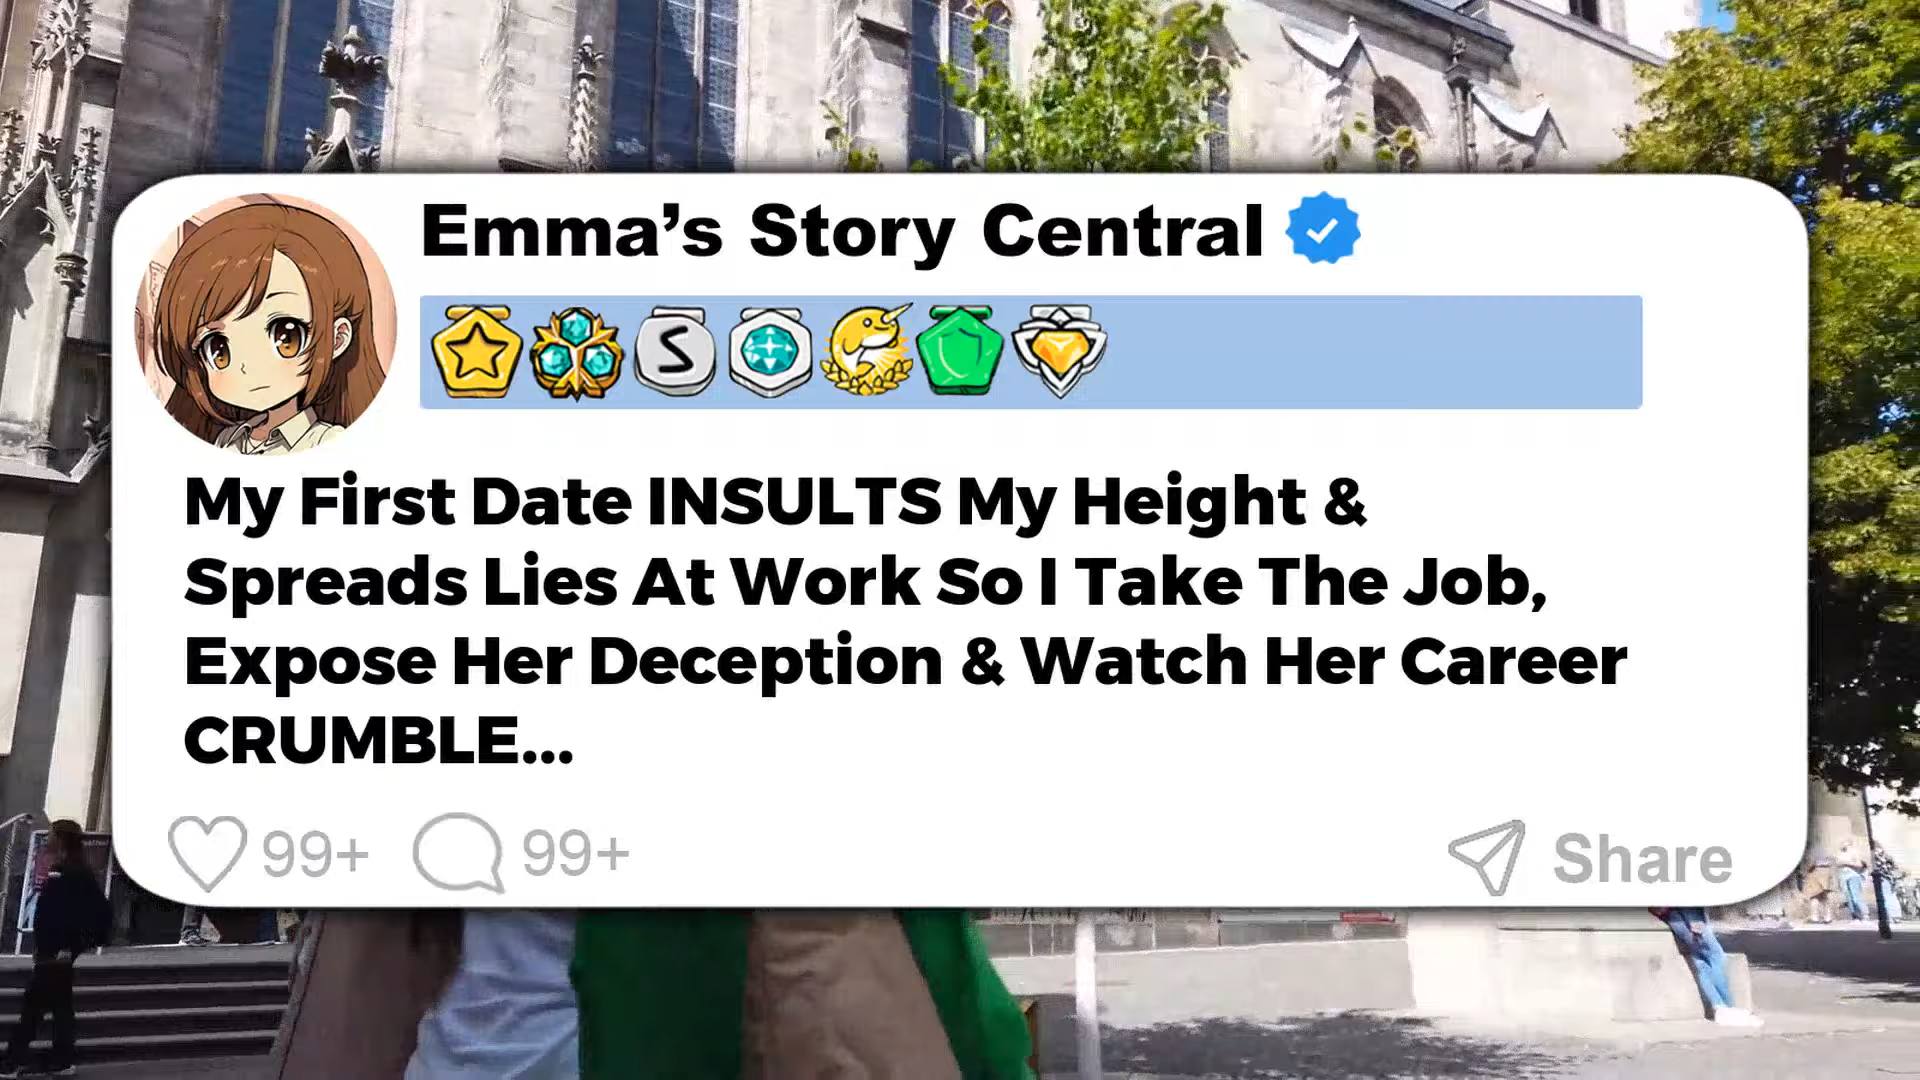 Emma’s Story Central
S
My First Date INSULTS My Height &
Spreads Lies At Work So I Take The Job,
Expose Her Deception & Watch Her Career
CRUMBLE...
99+ 99+ Share